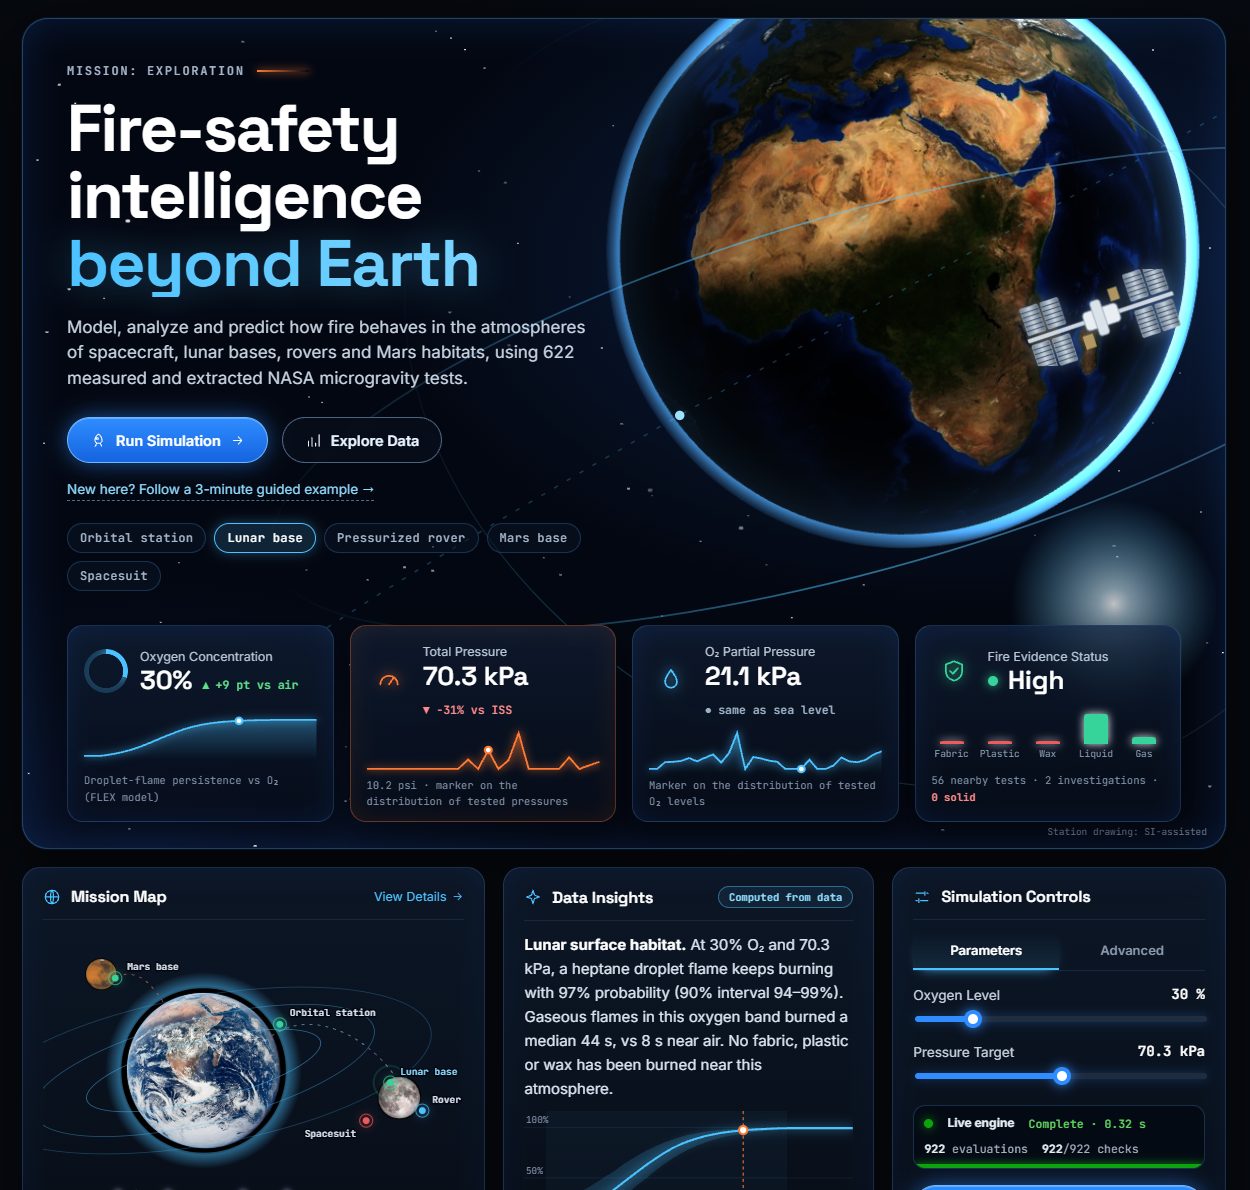 MISSION: EXPLORATION
Fire-safety
intelligence
beyond Earth
Model, analyze and predict how fire behaves in the atmospheres
of spacecraft, lunar bases, rovers and Mars habitats, using 622
measured and extracted NASA microgravity tests.
Run Simulation →
Explore Data
New here? Follow a 3-minute guided example →
Orbital station
Lunar base
Pressurized rover
Mars base
Spacesuit
Oxygen Concentration
30% ▲ +9 pt vs air
Droplet-flame persistence vs O₂
(FLEX model)
Total Pressure
70.3 kPa
▼ -31% vs ISS
10.2 psi · marker on the
distribution of tested pressures
O₂ Partial Pressure
21.1 kPa
● same as sea level
Marker on the distribution of tested
O₂ levels
Fire Evidence Status
High
Fabric Plastic Wax Liquid Gas
56 nearby tests · 2 investigations ·
0 solid
Station drawing: SI-assisted
Mission Map
View Details →
Mars base
Orbital station
Lunar base
Rover
Spacesuit
Data Insights
Computed from data
Lunar surface habitat. At 30% O₂ and 70.3
kPa, a heptane droplet flame keeps burning
with 97% probability (90% interval 94–99%).
Gaseous flames in this oxygen band burned a
median 44 s, vs 8 s near air. No fabric, plastic
or wax has been burned near this
atmosphere.
100%
50%
Simulation Controls
Parameters
Advanced
Oxygen Level 30 %
Pressure Target 70.3 kPa
Live engine Complete · 0.32 s
922 evaluations 922/922 checks